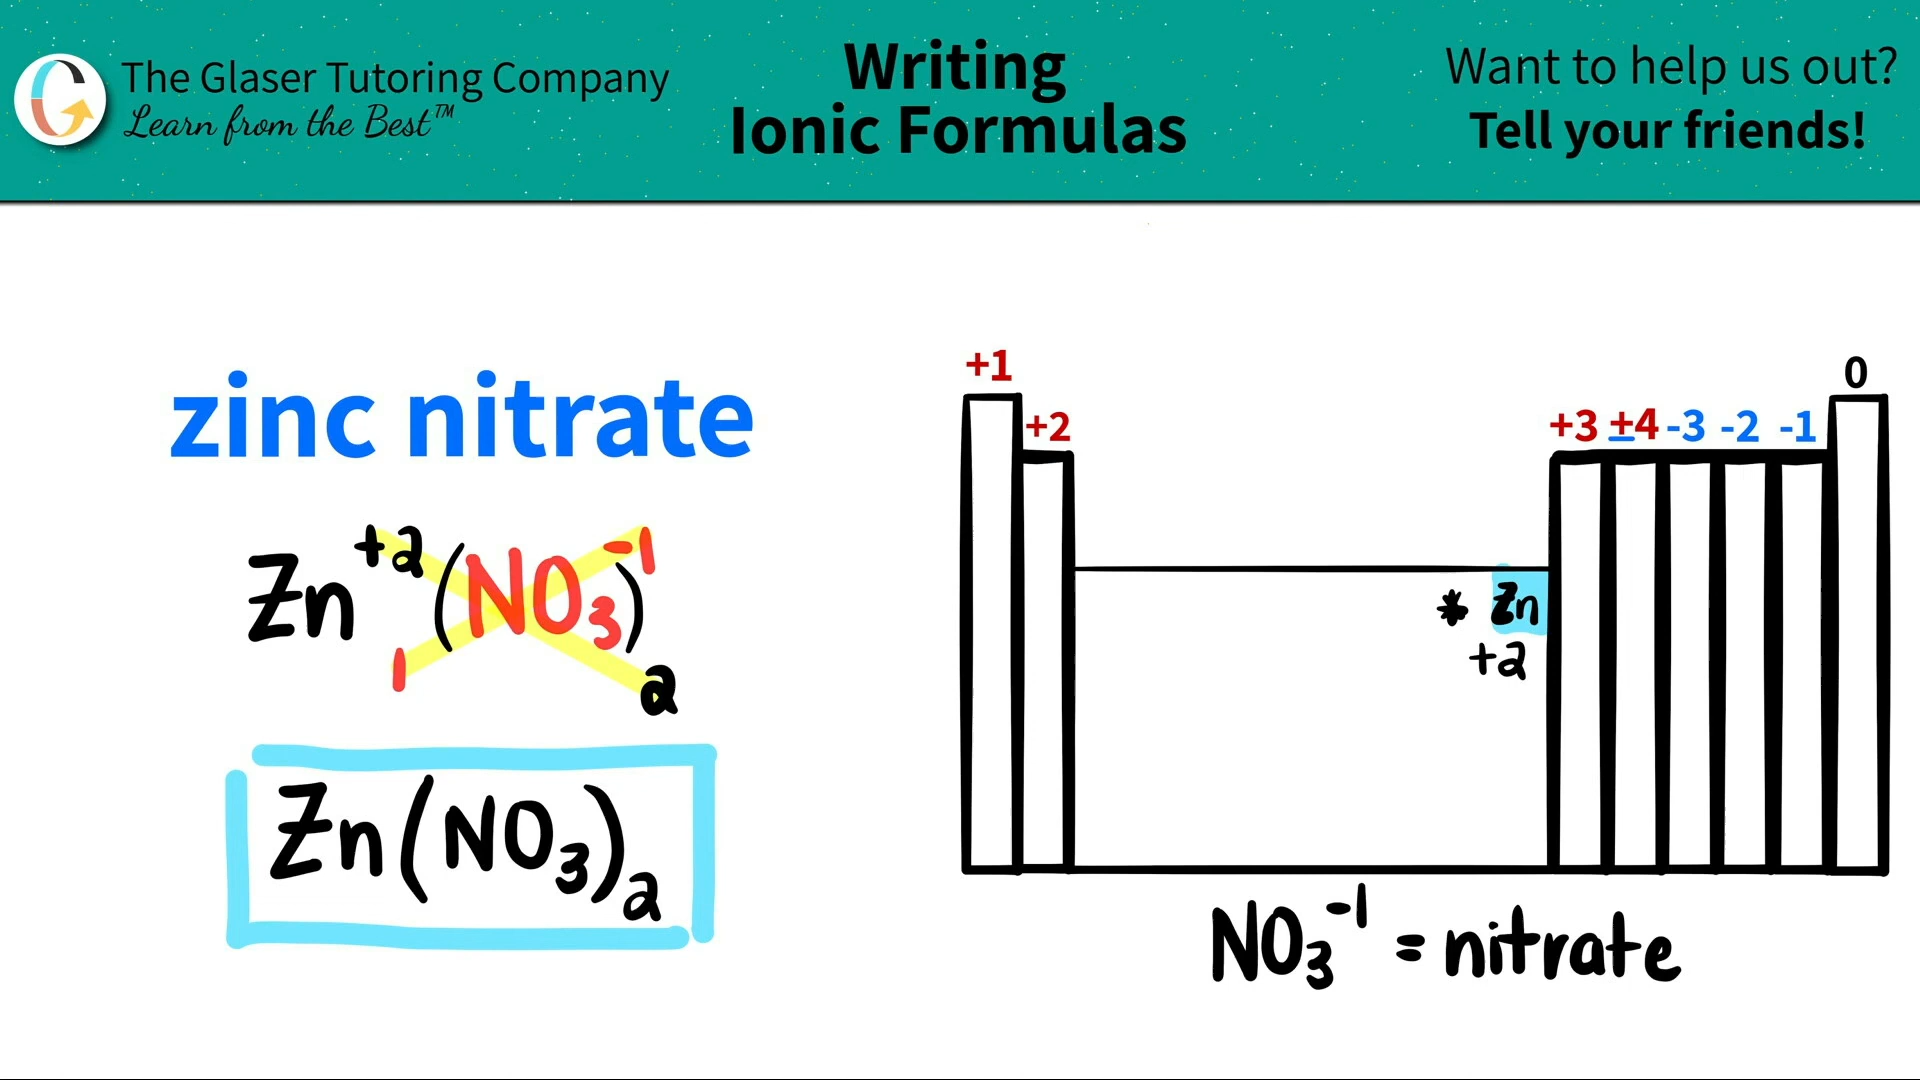 The Glaser Tutoring Company
Learn from the Best™
Writing
Ionic Formulas
Want to help us out?
Tell your friends!
zinc nitrate
Zn⁺²(NO₃)⁻¹
1 2
Zn(NO₃)₂
+1 0
+2 +3 ±4 -3 -2 -1
* Zn
+2
NO₃⁻¹ = nitrate